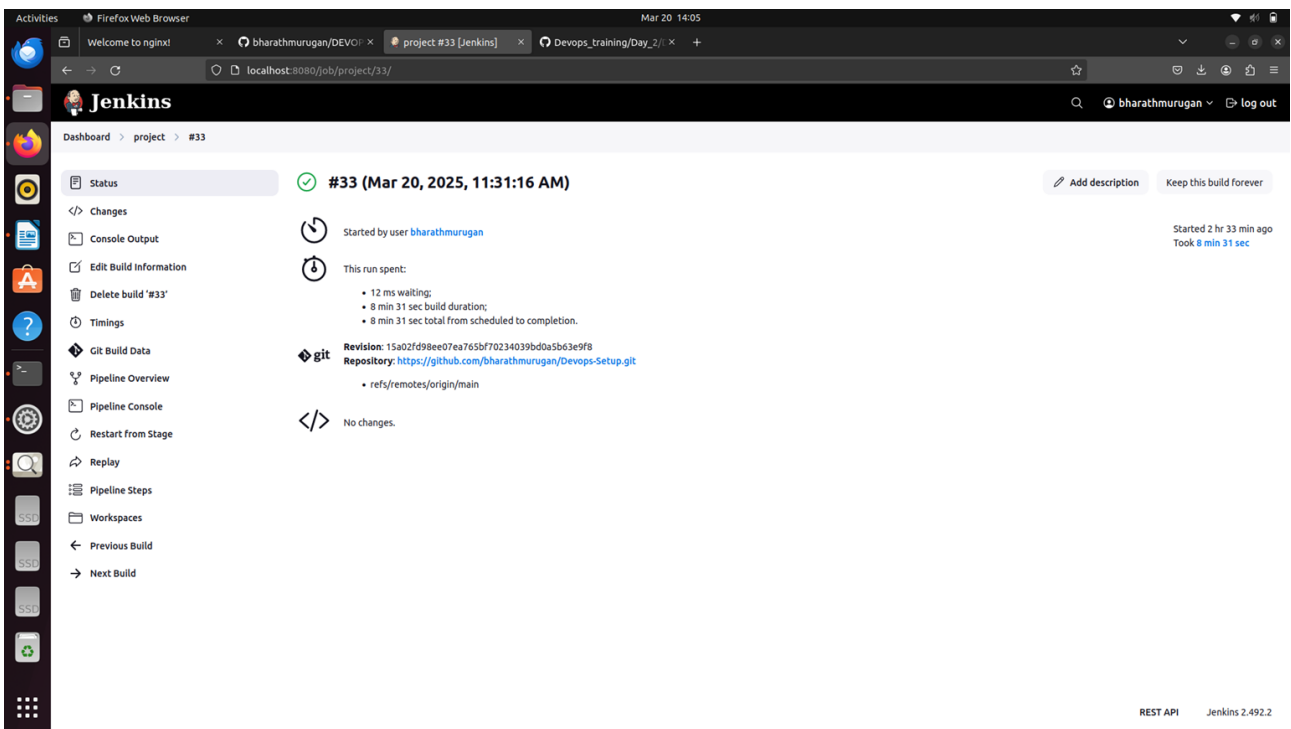 Activities Firefox Web Browser Mar 20 14:05
Welcome to nginx! × bharathmurugan/DEVOP × project #33 [Jenkins] × Devops_training/Day_2/ × +
localhost:8080/job/project/33/
Jenkins bharathmurugan log out
Dashboard > project > #33
Status
Changes
Console Output
Edit Build Information
Delete build ‘#33’
Timings
Git Build Data
Pipeline Overview
Pipeline Console
Restart from Stage
Replay
Pipeline Steps
Workspaces
Previous Build
Next Build
#33 (Mar 20, 2025, 11:31:16 AM)
Add description Keep this build forever
Started by user bharathmurugan
Started 2 hr 33 min ago
Took 8 min 31 sec
This run spent:
• 12 ms waiting;
• 8 min 31 sec build duration;
• 8 min 31 sec total from scheduled to completion.
git
Revision: 15a02fd98ee07ea765bf70234039bd0a5b63e9f8
Repository: https://github.com/bharathmurugan/Devops-Setup.git
• refs/remotes/origin/main
</> No changes.
SSD
SSD
SSD
REST API Jenkins 2.492.2